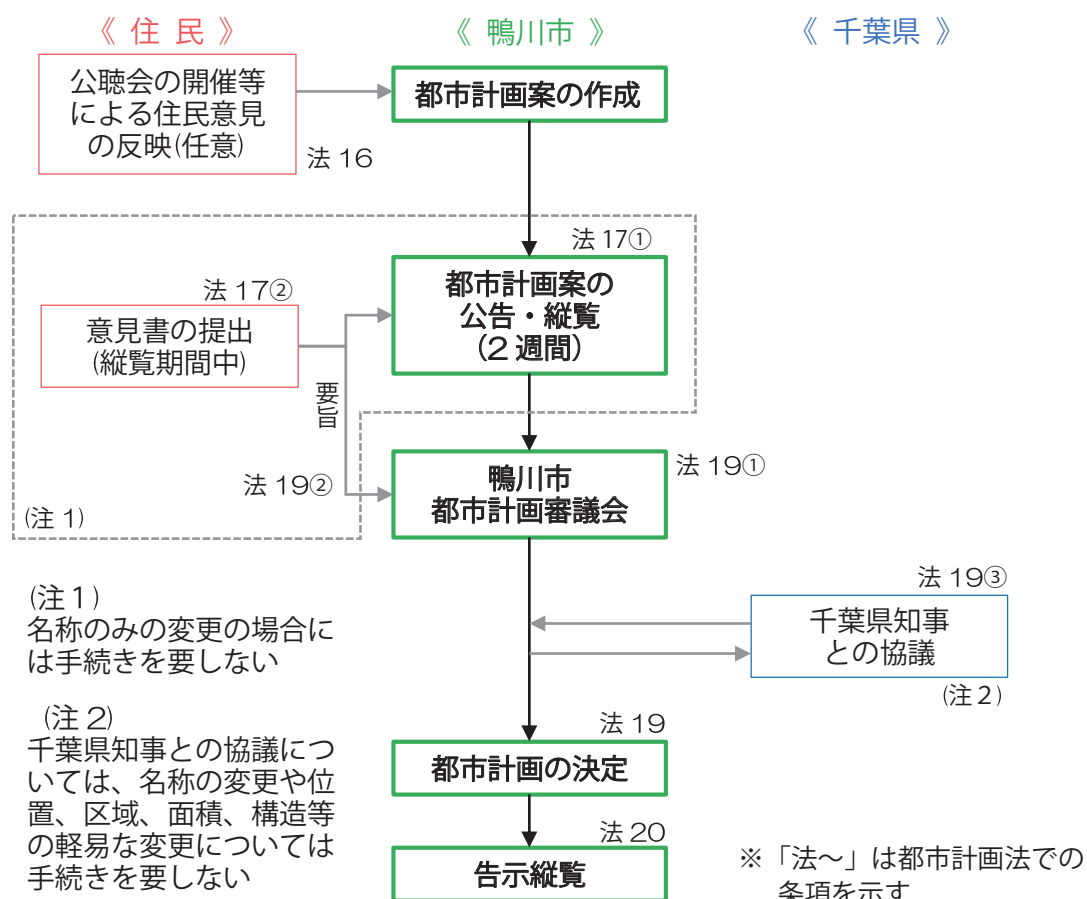 《 住 民 》
《 鴨川市 》
《 千葉県 》
公聴会の開催等
による住民意見
の反映(任意)
法 16
都市計画案の作成
法 17①
都市計画案の
公告・縦覧
(2 週間)
法 17②
意見書の提出
(縦覧期間中)
要旨
法 19②
(注 1)
鴨川市
都市計画審議会
法 19①
法 19③
千葉県知事
との協議
(注 2)
(注 1)
名称のみの変更の場合に
は手続きを要しない
(注 2)
千葉県知事との協議につ
いては、名称の変更や位
置、区域、面積、構造等
の軽易な変更については
手続きを要しない
法 19
都市計画の決定
法 20
告示縦覧
※「法～」は都市計画法での
条項を示す